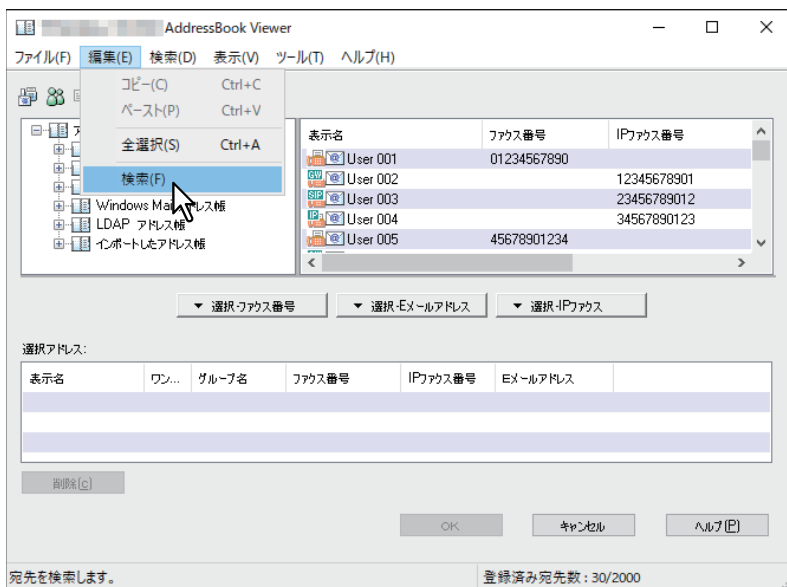 AddressBook Viewer
ファイル(F) 編集(E) 検索(D) 表示(V) ツール(T) ヘルプ(H)
コピー(C) Ctrl+C
ペースト(P) Ctrl+V
全選択(S) Ctrl+A
検索(F)
Windows Mail アドレス帳
LDAP アドレス帳
インポートしたアドレス帳
表示名 ファクス番号 IPファクス番号
User 001 01234567890
User 002 12345678901
User 003 23456789012
User 004 34567890123
User 005 45678901234
▼ 選択-ファクス番号 ▼ 選択-Eメールアドレス ▼ 選択-IPファクス
選択アドレス:
表示名 ワン... グループ名 ファクス番号 IPファクス番号 Eメールアドレス
削除(C)
OK キャンセル ヘルプ(P)
宛先を検索します。 登録済み宛先数 : 30/2000